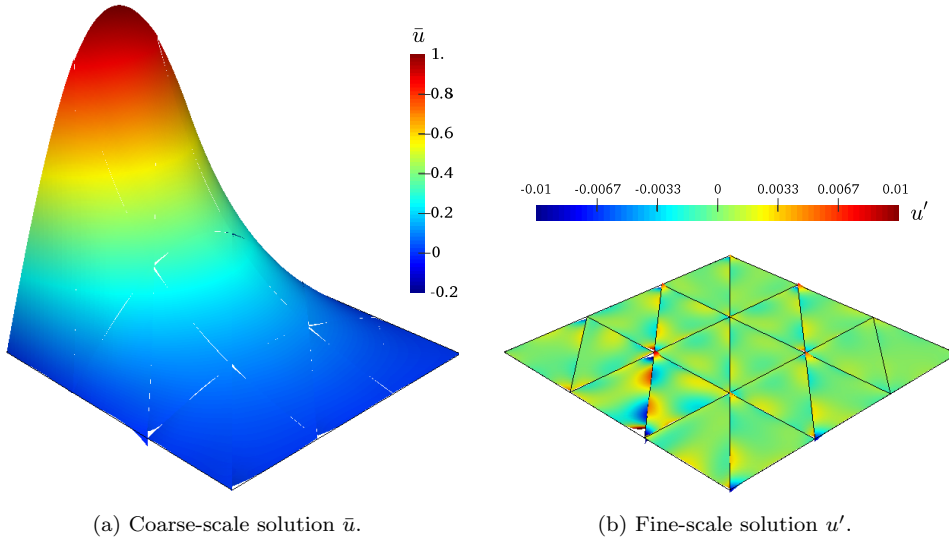 ū
1.
0.8
0.6
0.4
0.2
0
-0.2
-0.01 -0.0067 -0.0033 0 0.0033 0.0067 0.01
u′
(a) Coarse-scale solution ū.
(b) Fine-scale solution u′.